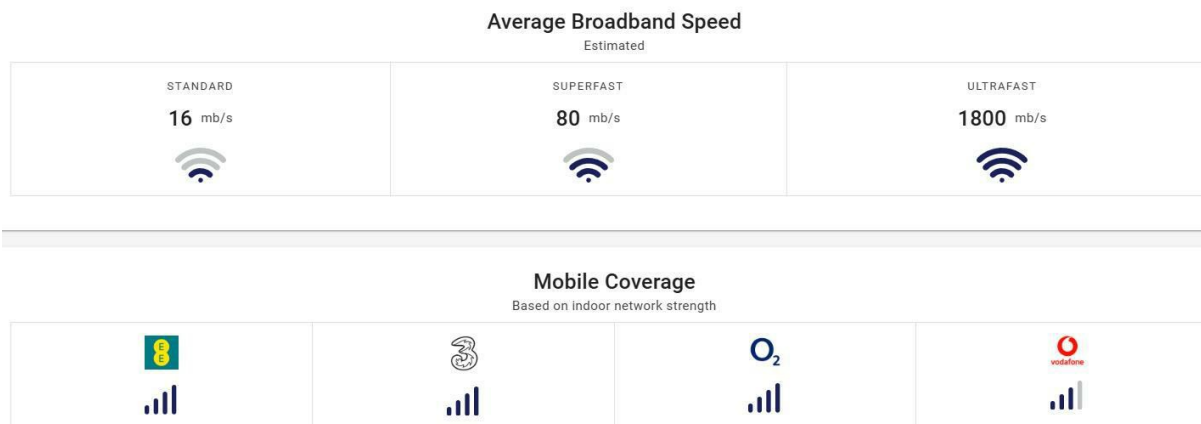 Average Broadband Speed
Estimated
STANDARD SUPERFAST ULTRAFAST
16 mb/s 80 mb/s 1800 mb/s
Mobile Coverage
Based on indoor network strength
EE 3 O2 vodafone